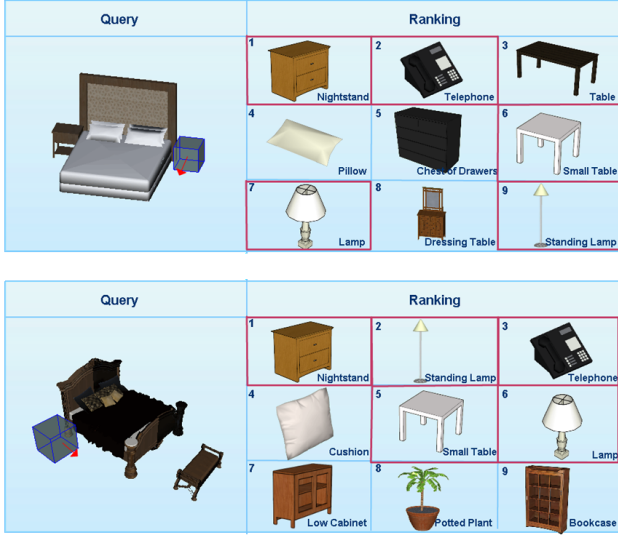 Query Ranking
1 2 3
Nightstand Telephone Table
4 5 6
Pillow Chest of Drawers Small Table
7 8 9
Lamp Dressing Table Standing Lamp
Query Ranking
1 2 3
Nightstand Standing Lamp Telephone
4 5 6
Cushion Small Table Lamp
7 8 9
Low Cabinet Potted Plant Bookcase